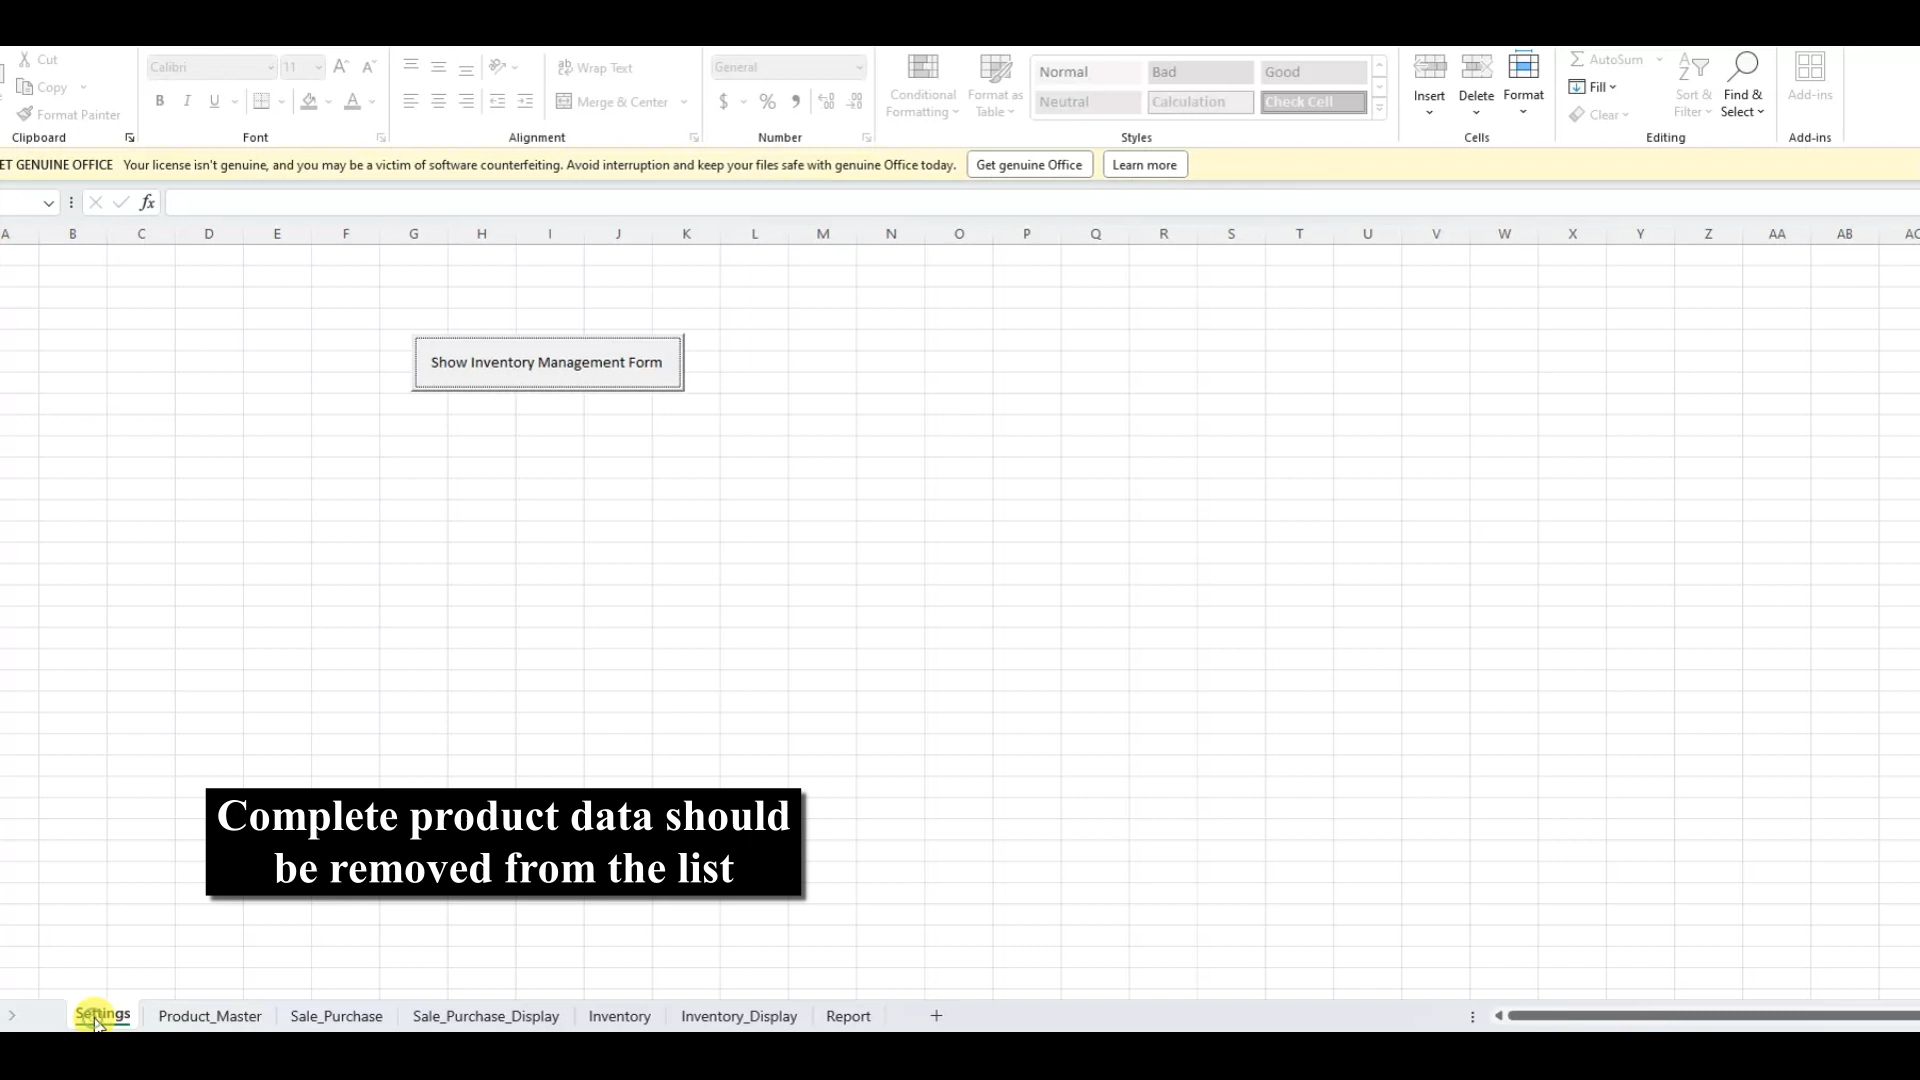 Cut
Copy
Format Painter
Clipboard
Calibri
11
A A
B I U A
Font
ab Wrap Text
Merge & Center
Alignment
General
$ % ,
Number
Conditional
Formatting
Format as
Table
Normal Bad Good
Neutral Calculation Check Cell
Styles
Insert Delete Format
Cells
AutoSum
Fill
Clear
Sort &
Filter
Find &
Select
Editing
Add-ins
Add-ins
ET GENUINE OFFICE Your license isn't genuine, and you may be a victim of software counterfeiting. Avoid interruption and keep your files safe with genuine Office today. Get genuine Office Learn more
fx
A B C D E F G H I J K L M N O P Q R S T U V W X Y Z AA AB AC
Show Inventory Management Form
Complete product data should
be removed from the list
Settings Product_Master Sale_Purchase Sale_Purchase_Display Inventory Inventory_Display Report +